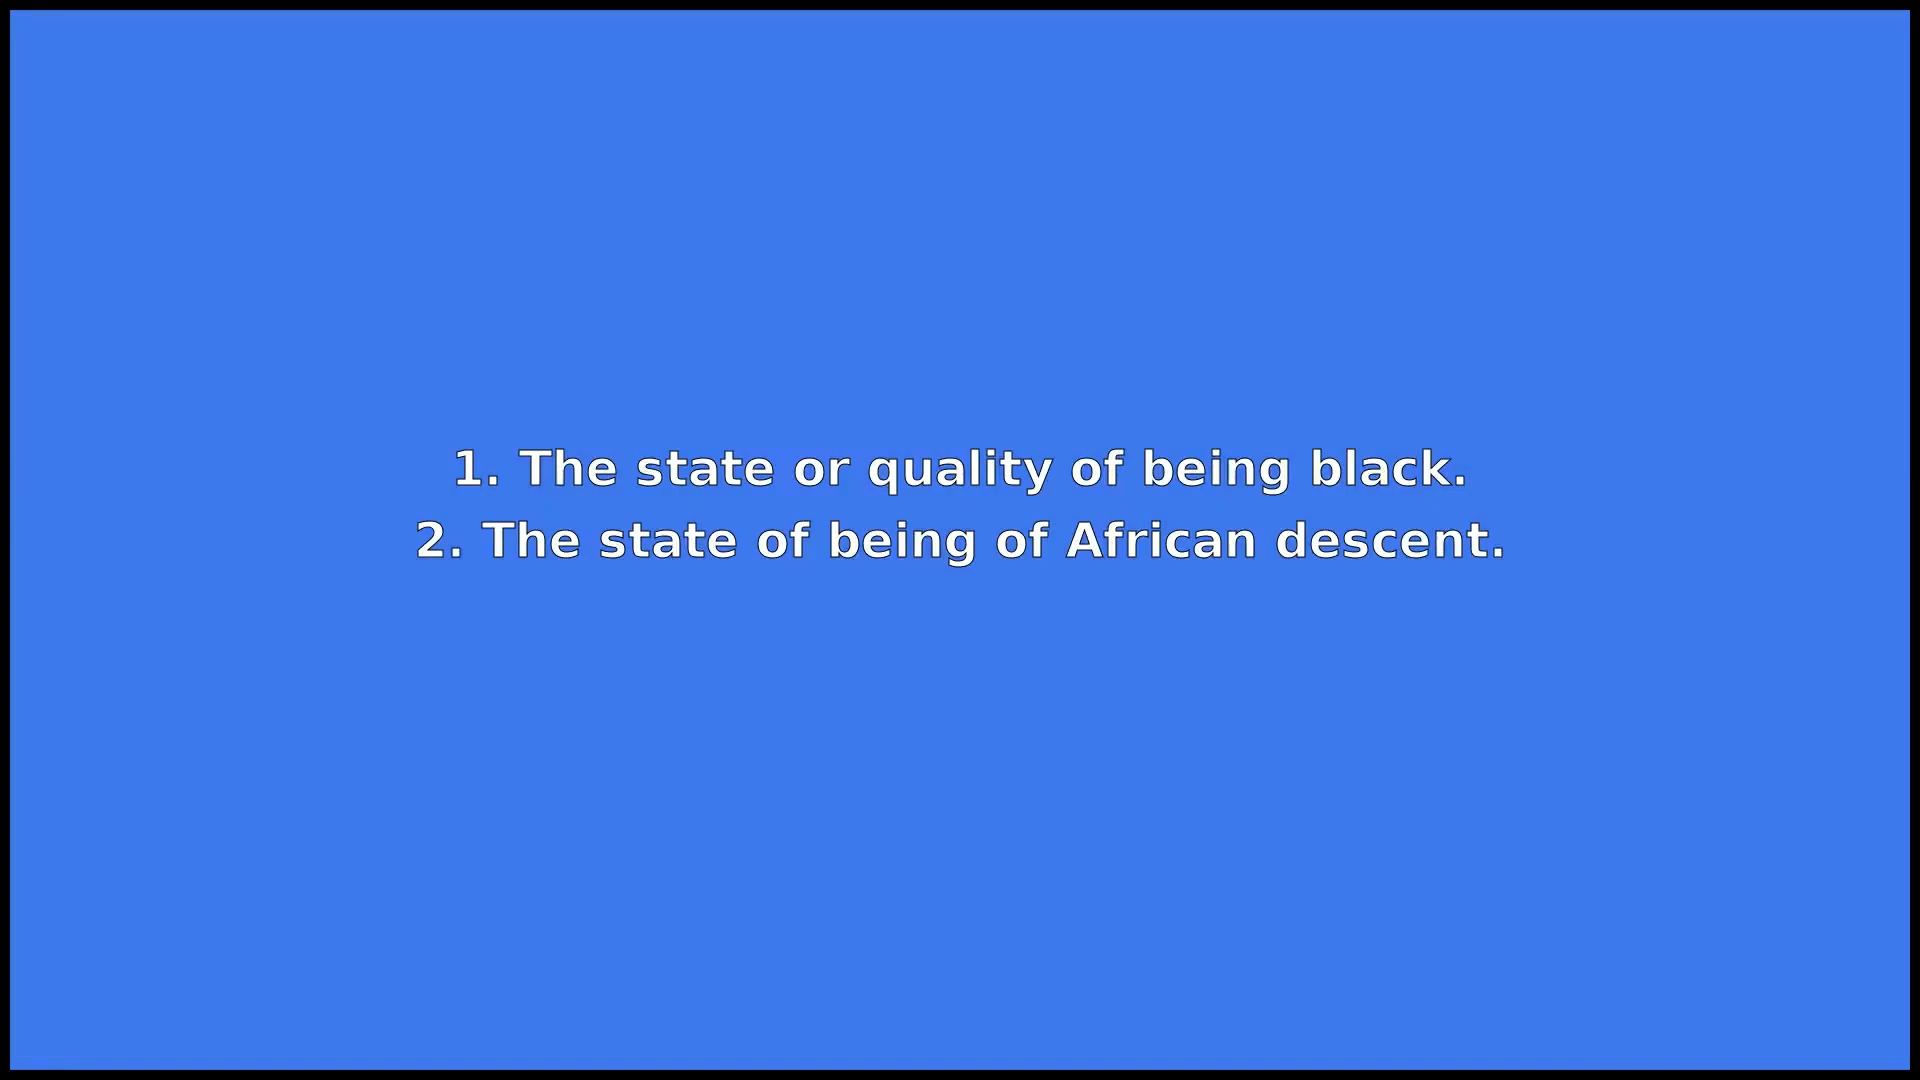 1. The state or quality of being black.
2. The state of being of African descent.